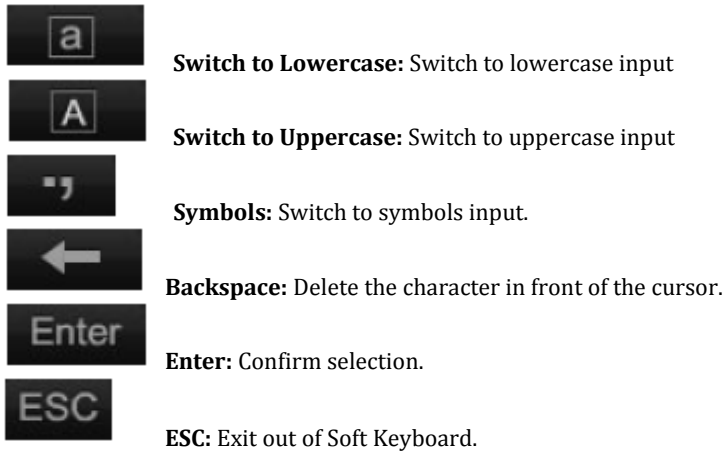 a
Switch to Lowercase: Switch to lowercase input
A
Switch to Uppercase: Switch to uppercase input
.,
Symbols: Switch to symbols input.
Backspace: Delete the character in front of the cursor.
Enter
Enter: Confirm selection.
ESC
ESC: Exit out of Soft Keyboard.